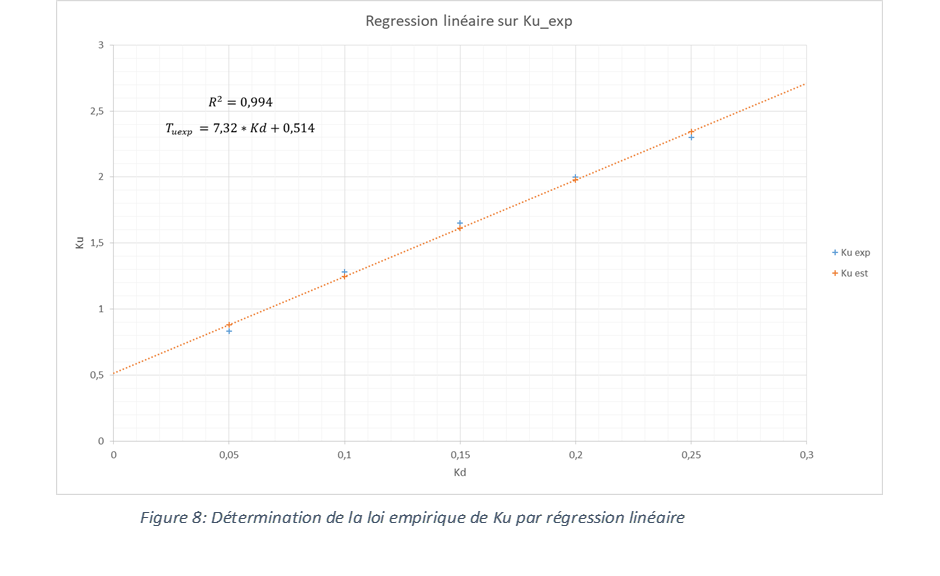 Regression linéaire sur Ku_exp
3
R² = 0,994
T_uexp = 7,32 * Kd + 0,514
2,5
2
Ku
1,5
Ku exp
Ku est
1
0,5
0
0 0,05 0,1 0,15 0,2 0,25 0,3
Kd
Figure 8: Détermination de la loi empirique de Ku par régression linéaire